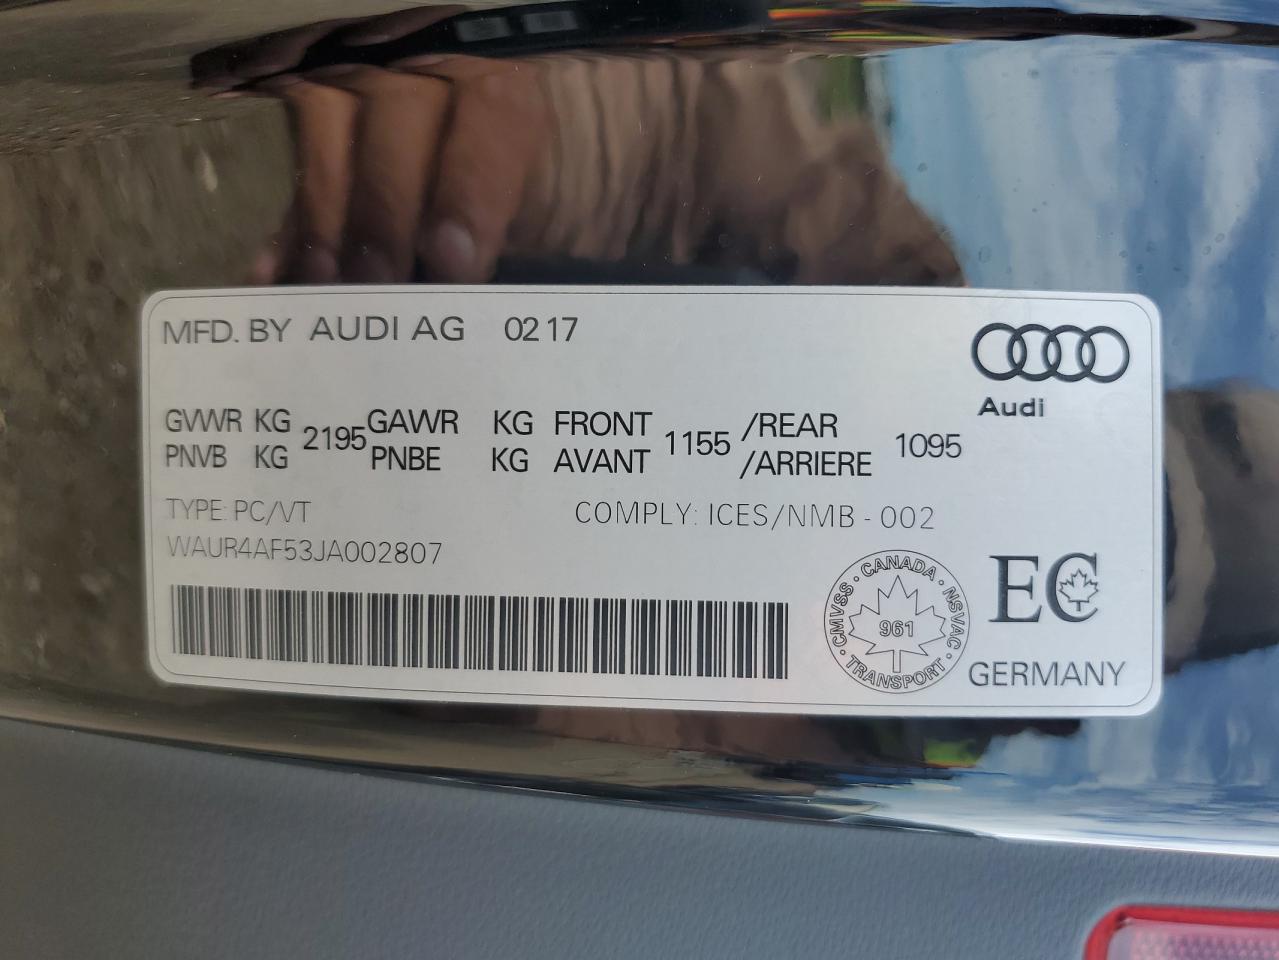 MFD. BY AUDI AG 02 17
Audi
GVWR KG 2195 GAWR KG FRONT 1155 /REAR 1095
PNVB KG PNBE KG AVANT /ARRIERE
TYPE: PC/VT COMPLY: ICES/NMB - 002
WAUR4AF53JA002807
CMVSS · CANADA · NSVAC · TRANSPORT
961
EC
GERMANY